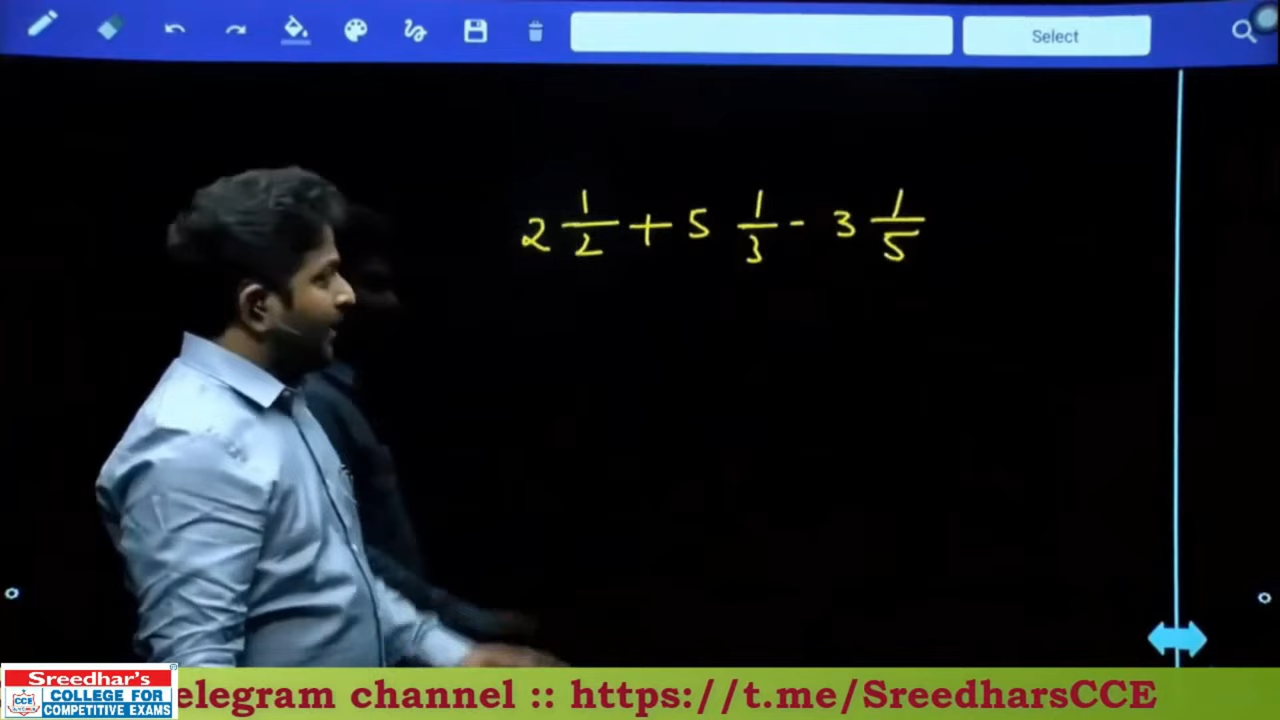 Select
2 1/2 + 5 1/3 - 3 1/5
Sreedhar's
CCE
COLLEGE FOR
COMPETITIVE EXAMS
elegram channel :: https://t.me/SreedharsCCE